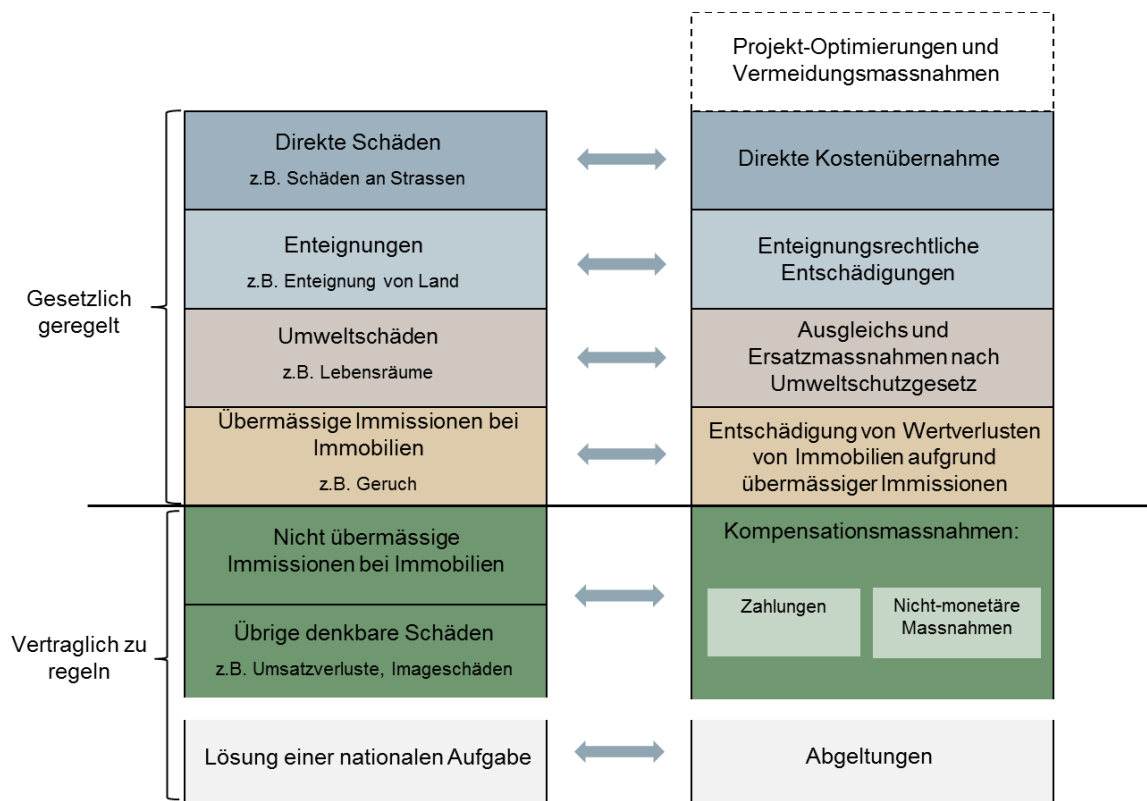 Projekt-Optimierungen und
Vermeidungsmassnahmen
Gesetzlich
geregelt
Direkte Schäden
z.B. Schäden an Strassen
Direkte Kostenübernahme
Enteignungen
z.B. Enteignung von Land
Enteignungsrechtliche
Entschädigungen
Umweltschäden
z.B. Lebensräume
Ausgleichs und
Ersatzmassnahmen nach
Umweltschutzgesetz
Übermässige Immissionen bei
Immobilien
z.B. Geruch
Entschädigung von Wertverlusten
von Immobilien aufgrund
übermässiger Immissionen
Vertraglich zu
regeln
Nicht übermässige
Immissionen bei Immobilien
Übrige denkbare Schäden
z.B. Umsatzverluste, Imageschäden
Kompensationsmassnahmen:
Zahlungen
Nicht-monetäre
Massnahmen
Lösung einer nationalen Aufgabe
Abgeltungen